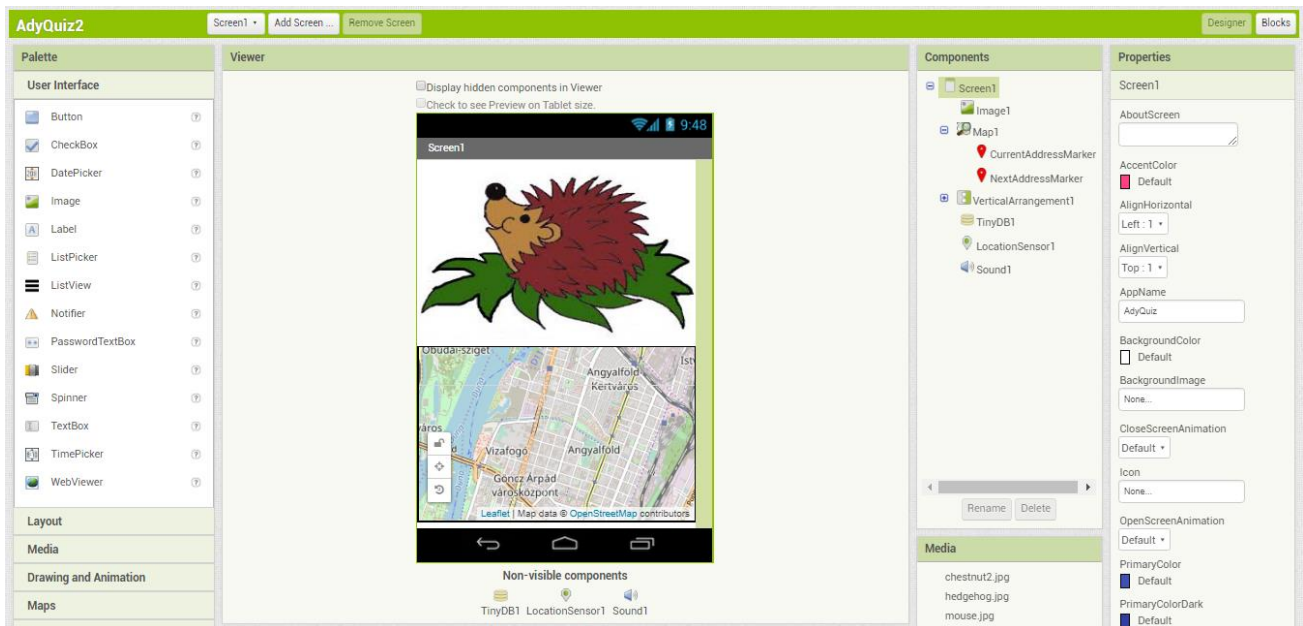 AdyQuiz2
Screen1
Add Screen ...
Remove Screen
Designer
Blocks
Palette
User Interface
Button
CheckBox
DatePicker
Image
Label
ListPicker
ListView
Notifier
PasswordTextBox
Slider
Spinner
TextBox
TimePicker
WebViewer
Layout
Media
Drawing and Animation
Maps
Viewer
Display hidden components in Viewer
Check to see Preview on Tablet size.
9:48
Screen1
Óbudai-sziget
Angyalföld
Kertváros
Vizafogó
Angyalföld
Göncz Árpád
városközpont
Leaflet | Map data © OpenStreetMap contributors
Non-visible components
TinyDB1 LocationSensor1 Sound1
Components
Screen1
Image1
Map1
CurrentAddressMarker
NextAddressMarker
VerticalArrangement1
TinyDB1
LocationSensor1
Sound1
Rename
Delete
Media
chestnut2.jpg
hedgehog.jpg
mouse.jpg
Properties
Screen1
AboutScreen
AccentColor
Default
AlignHorizontal
Left : 1
AlignVertical
Top : 1
AppName
AdyQuiz
BackgroundColor
Default
BackgroundImage
None...
CloseScreenAnimation
Default
Icon
None...
OpenScreenAnimation
Default
PrimaryColor
Default
PrimaryColorDark
Default